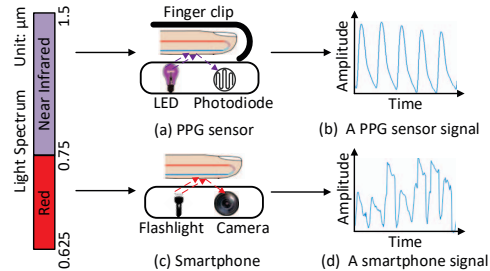 Light Spectrum Unit: μm
1.5
Near Infrared
0.75
Red
0.625
Finger clip
LED Photodiode
(a) PPG sensor
Amplitude
Time
(b) A PPG sensor signal
Flashlight Camera
(c) Smartphone
Amplitude
Time
(d) A smartphone signal